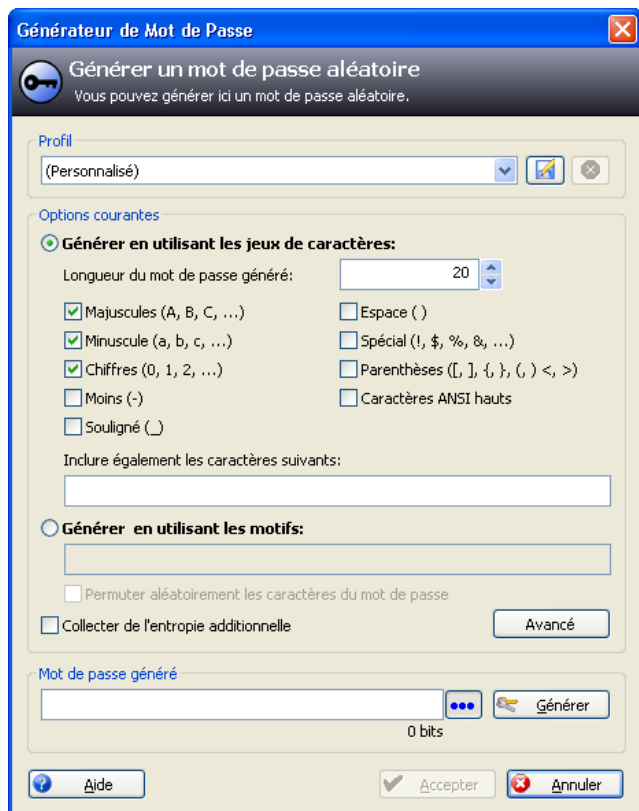 Générateur de Mot de Passe
Générer un mot de passe aléatoire
Vous pouvez générer ici un mot de passe aléatoire.
Profil
(Personnalisé)
Options courantes
Générer en utilisant les jeux de caractères:
Longueur du mot de passe généré:
20
Majuscules (A, B, C, ...)
Espace ( )
Minuscule (a, b, c, ...)
Spécial (!, $, %, &, ...)
Chiffres (0, 1, 2, ...)
Parenthèses ([, ], {, }, (, ) <, >)
Moins (-)
Caractères ANSI hauts
Souligné (_)
Inclure également les caractères suivants:
Générer en utilisant les motifs:
Permuter aléatoirement les caractères du mot de passe
Collecter de l'entropie additionnelle
Avancé
Mot de passe généré
Générer
0 bits
Aide
Accepter
Annuler